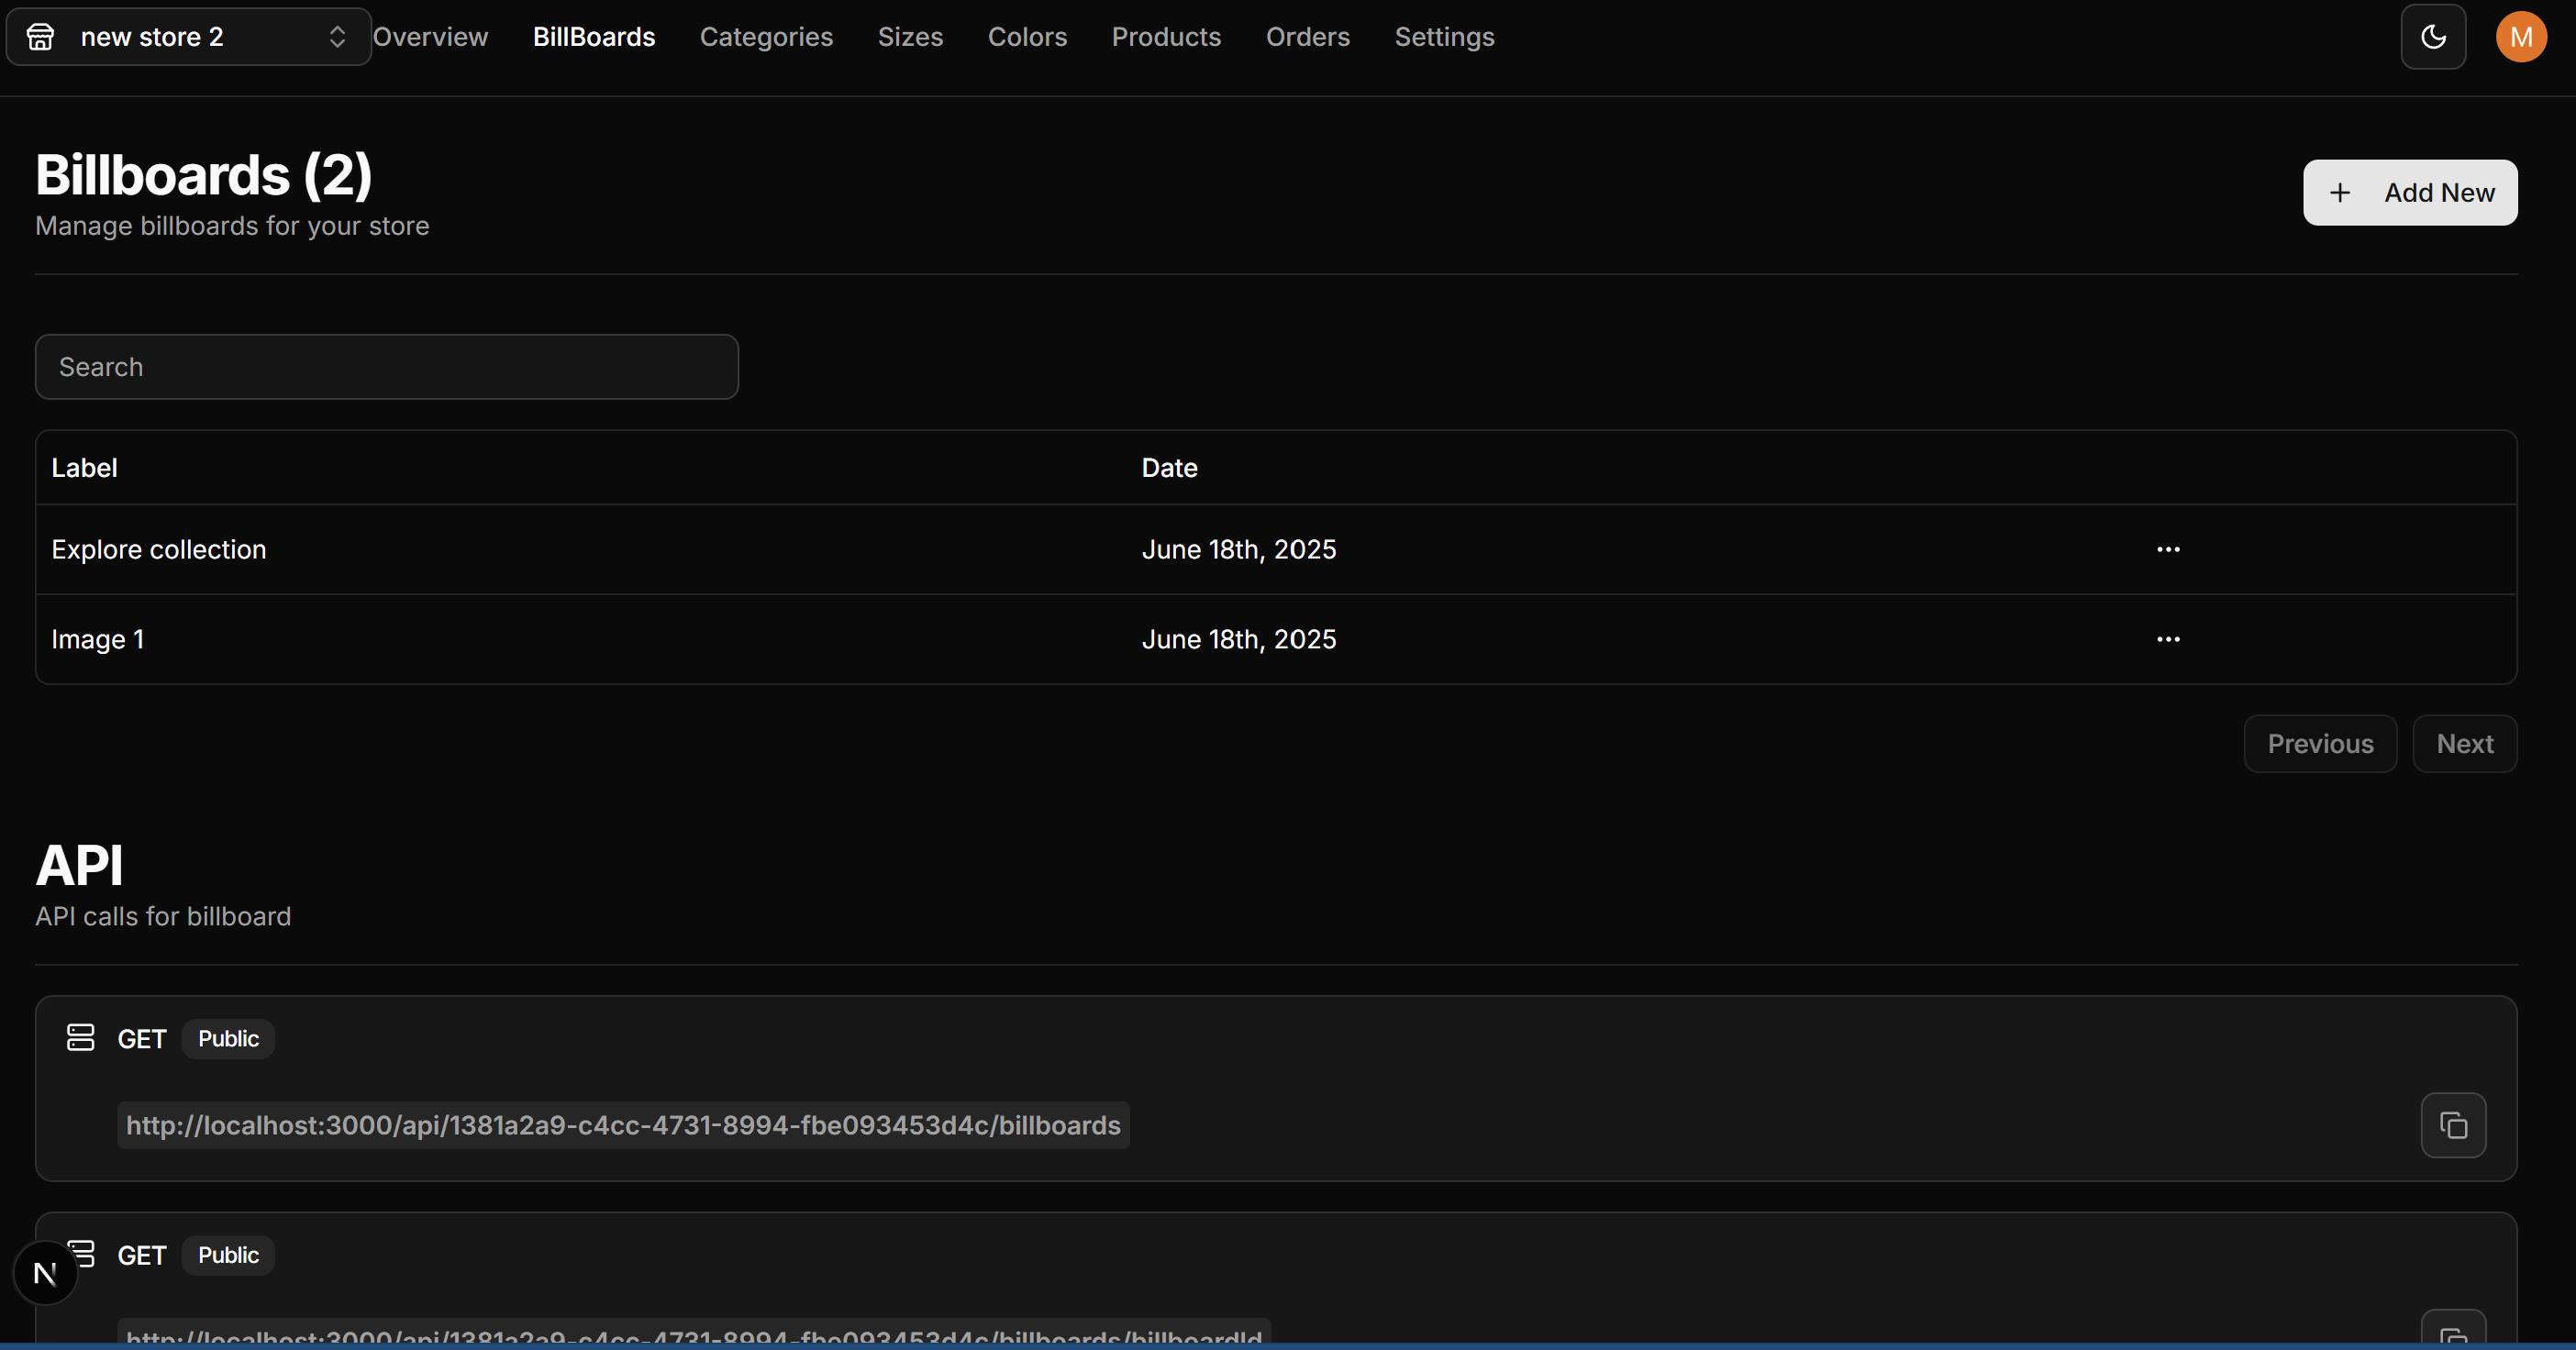 new store 2 Overview BillBoards Categories Sizes Colors Products Orders Settings M
Billboards (2)
Manage billboards for your store
+ Add New
Search
Label Date
Explore collection June 18th, 2025 ...
Image 1 June 18th, 2025 ...
Previous Next
API
API calls for billboard
GET Public
http://localhost:3000/api/1381a2a9-c4cc-4731-8994-fbe093453d4c/billboards
GET Public
N
http://localhost:3000/api/1381a2a9-c4cc-4731-8994-fbe093453d4c/billboards/billboardId